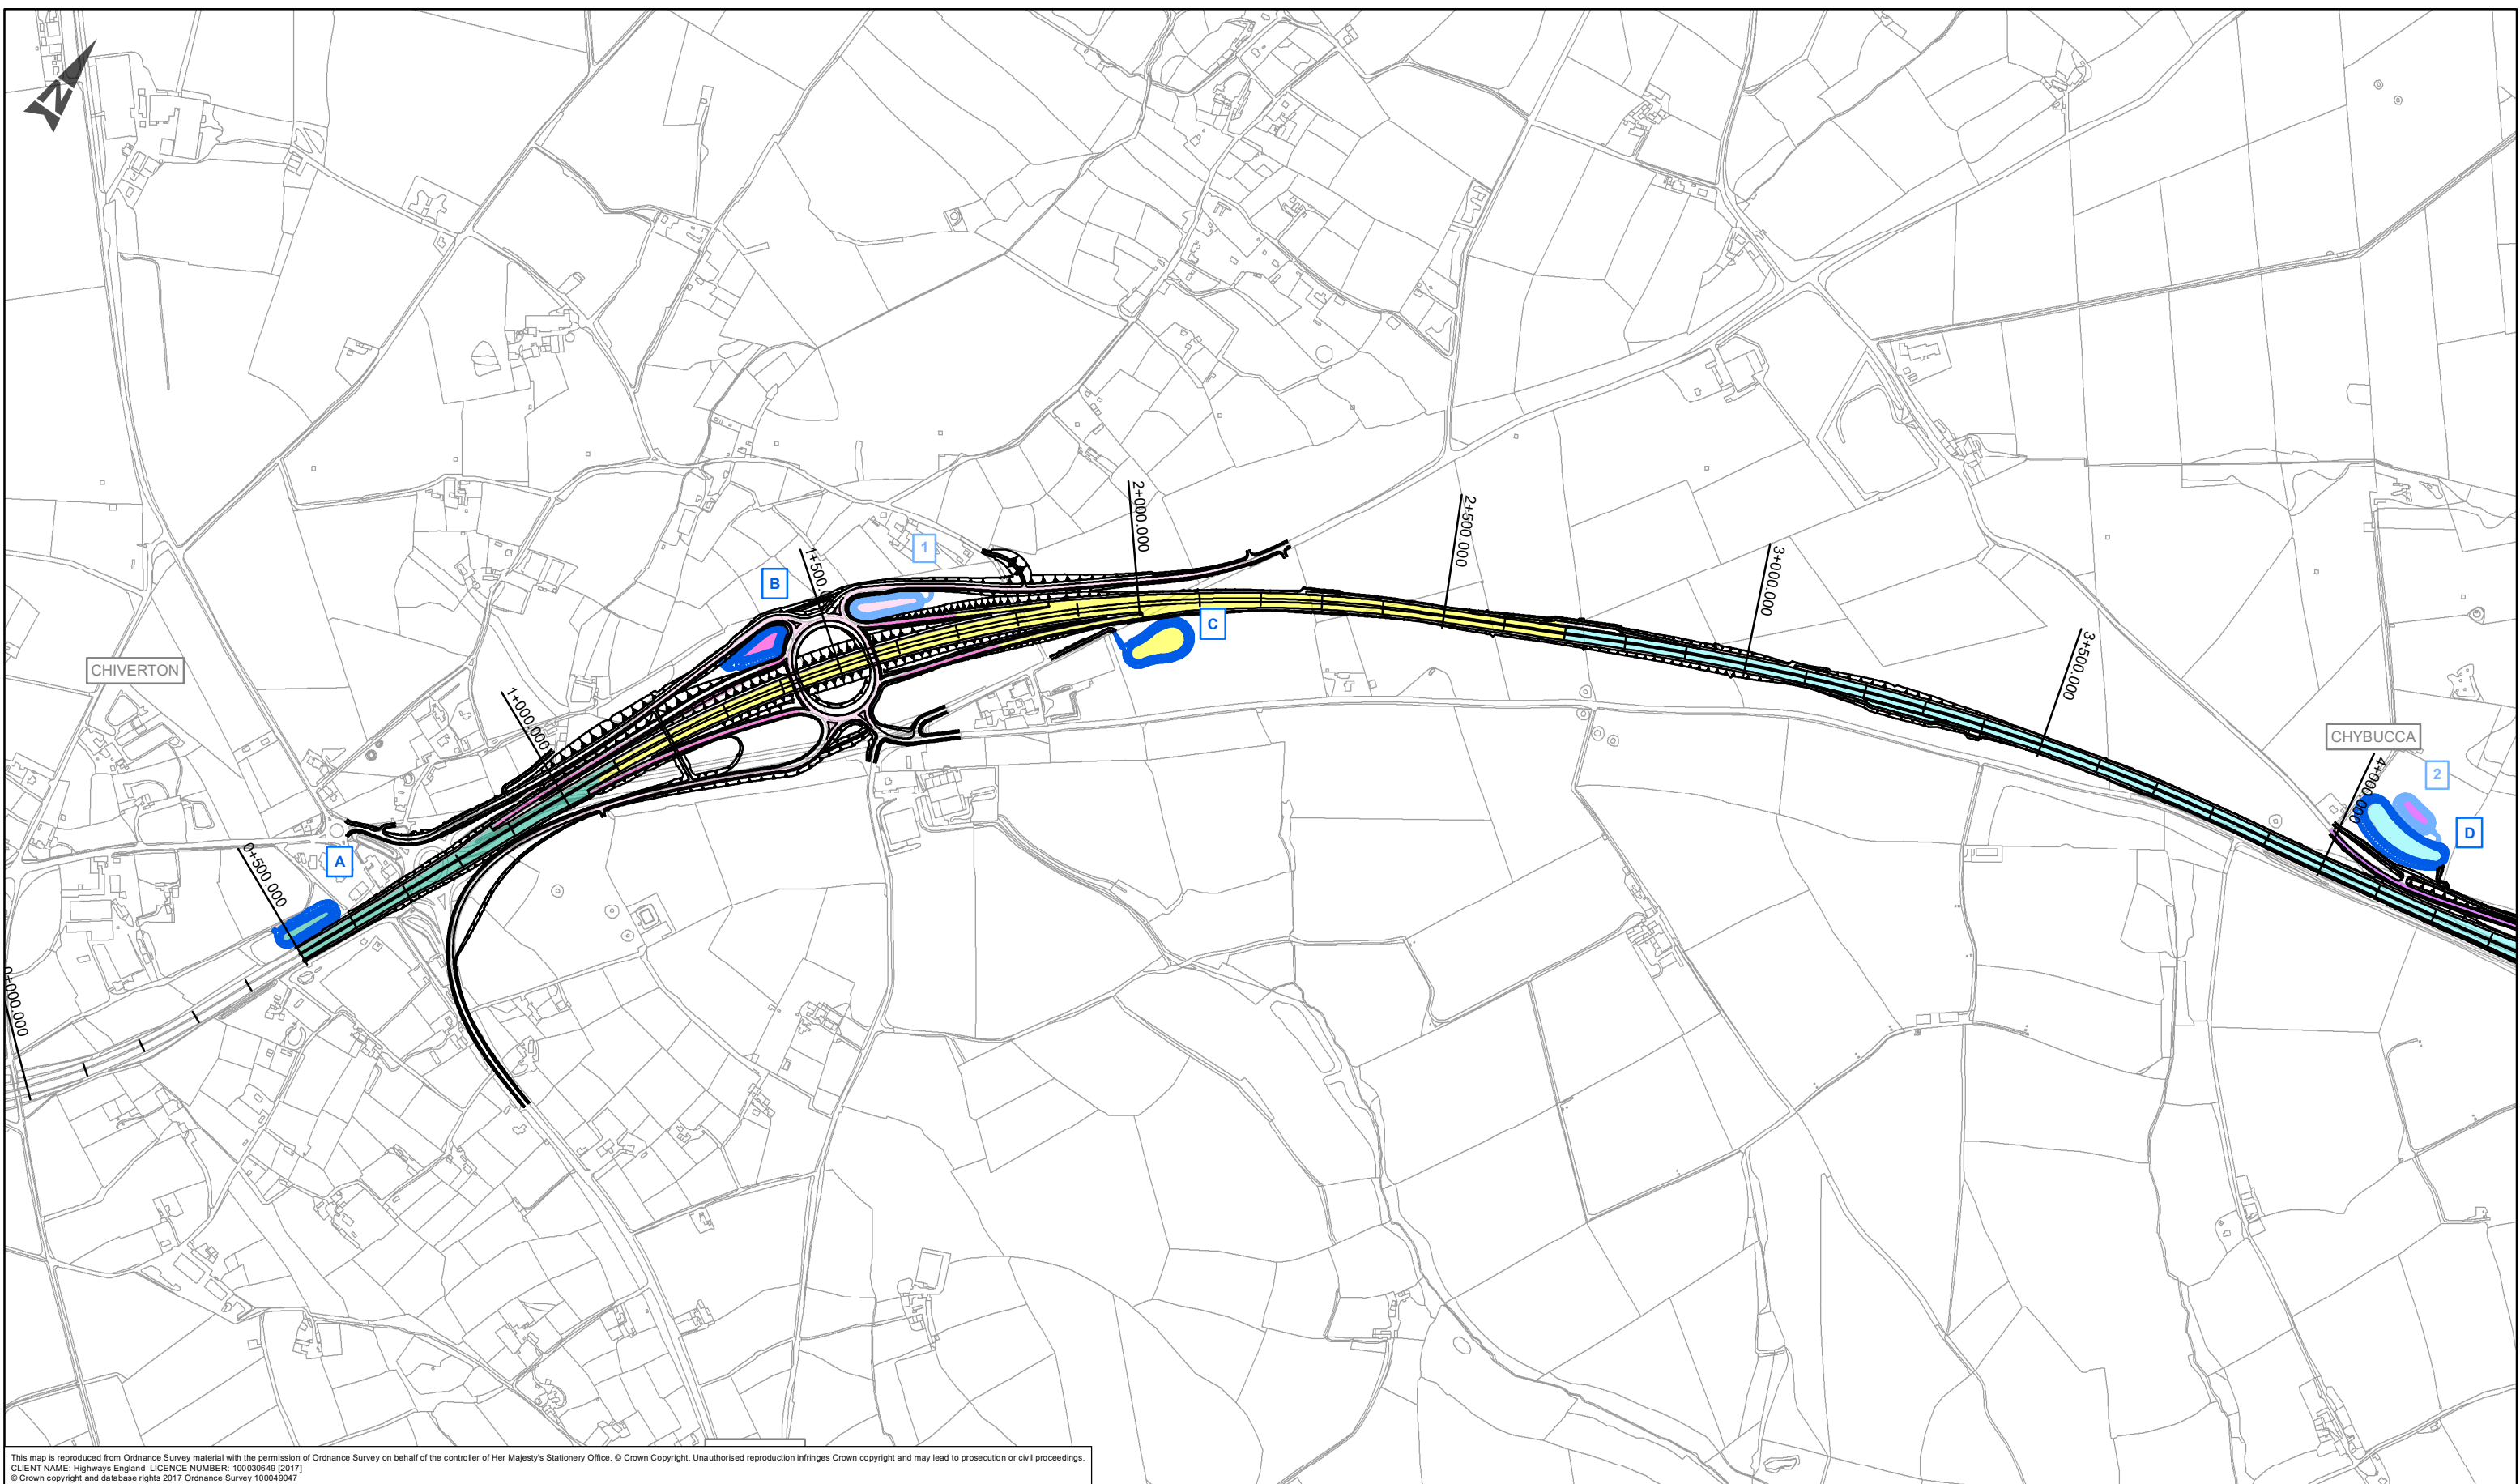 N
2+000.000
2+500.000
1
1+500.0
B
3+000.000
C
3+500.000
CHIVERTON
1+000.000
CHYBUCCA
4+000.000
2
D
A
0+500.000
0+000.000
This map is reproduced from Ordnance Survey material with the permission of Ordnance Survey on behalf of the controller of Her Majesty's Stationery Office. © Crown Copyright. Unauthorised reproduction infringes Crown copyright and may lead to prosecution or civil proceedings.
CLIENT NAME: Highways England LICENCE NUMBER: 100030649 [2017]
© Crown copyright and database rights 2017 Ordnance Survey 100049047